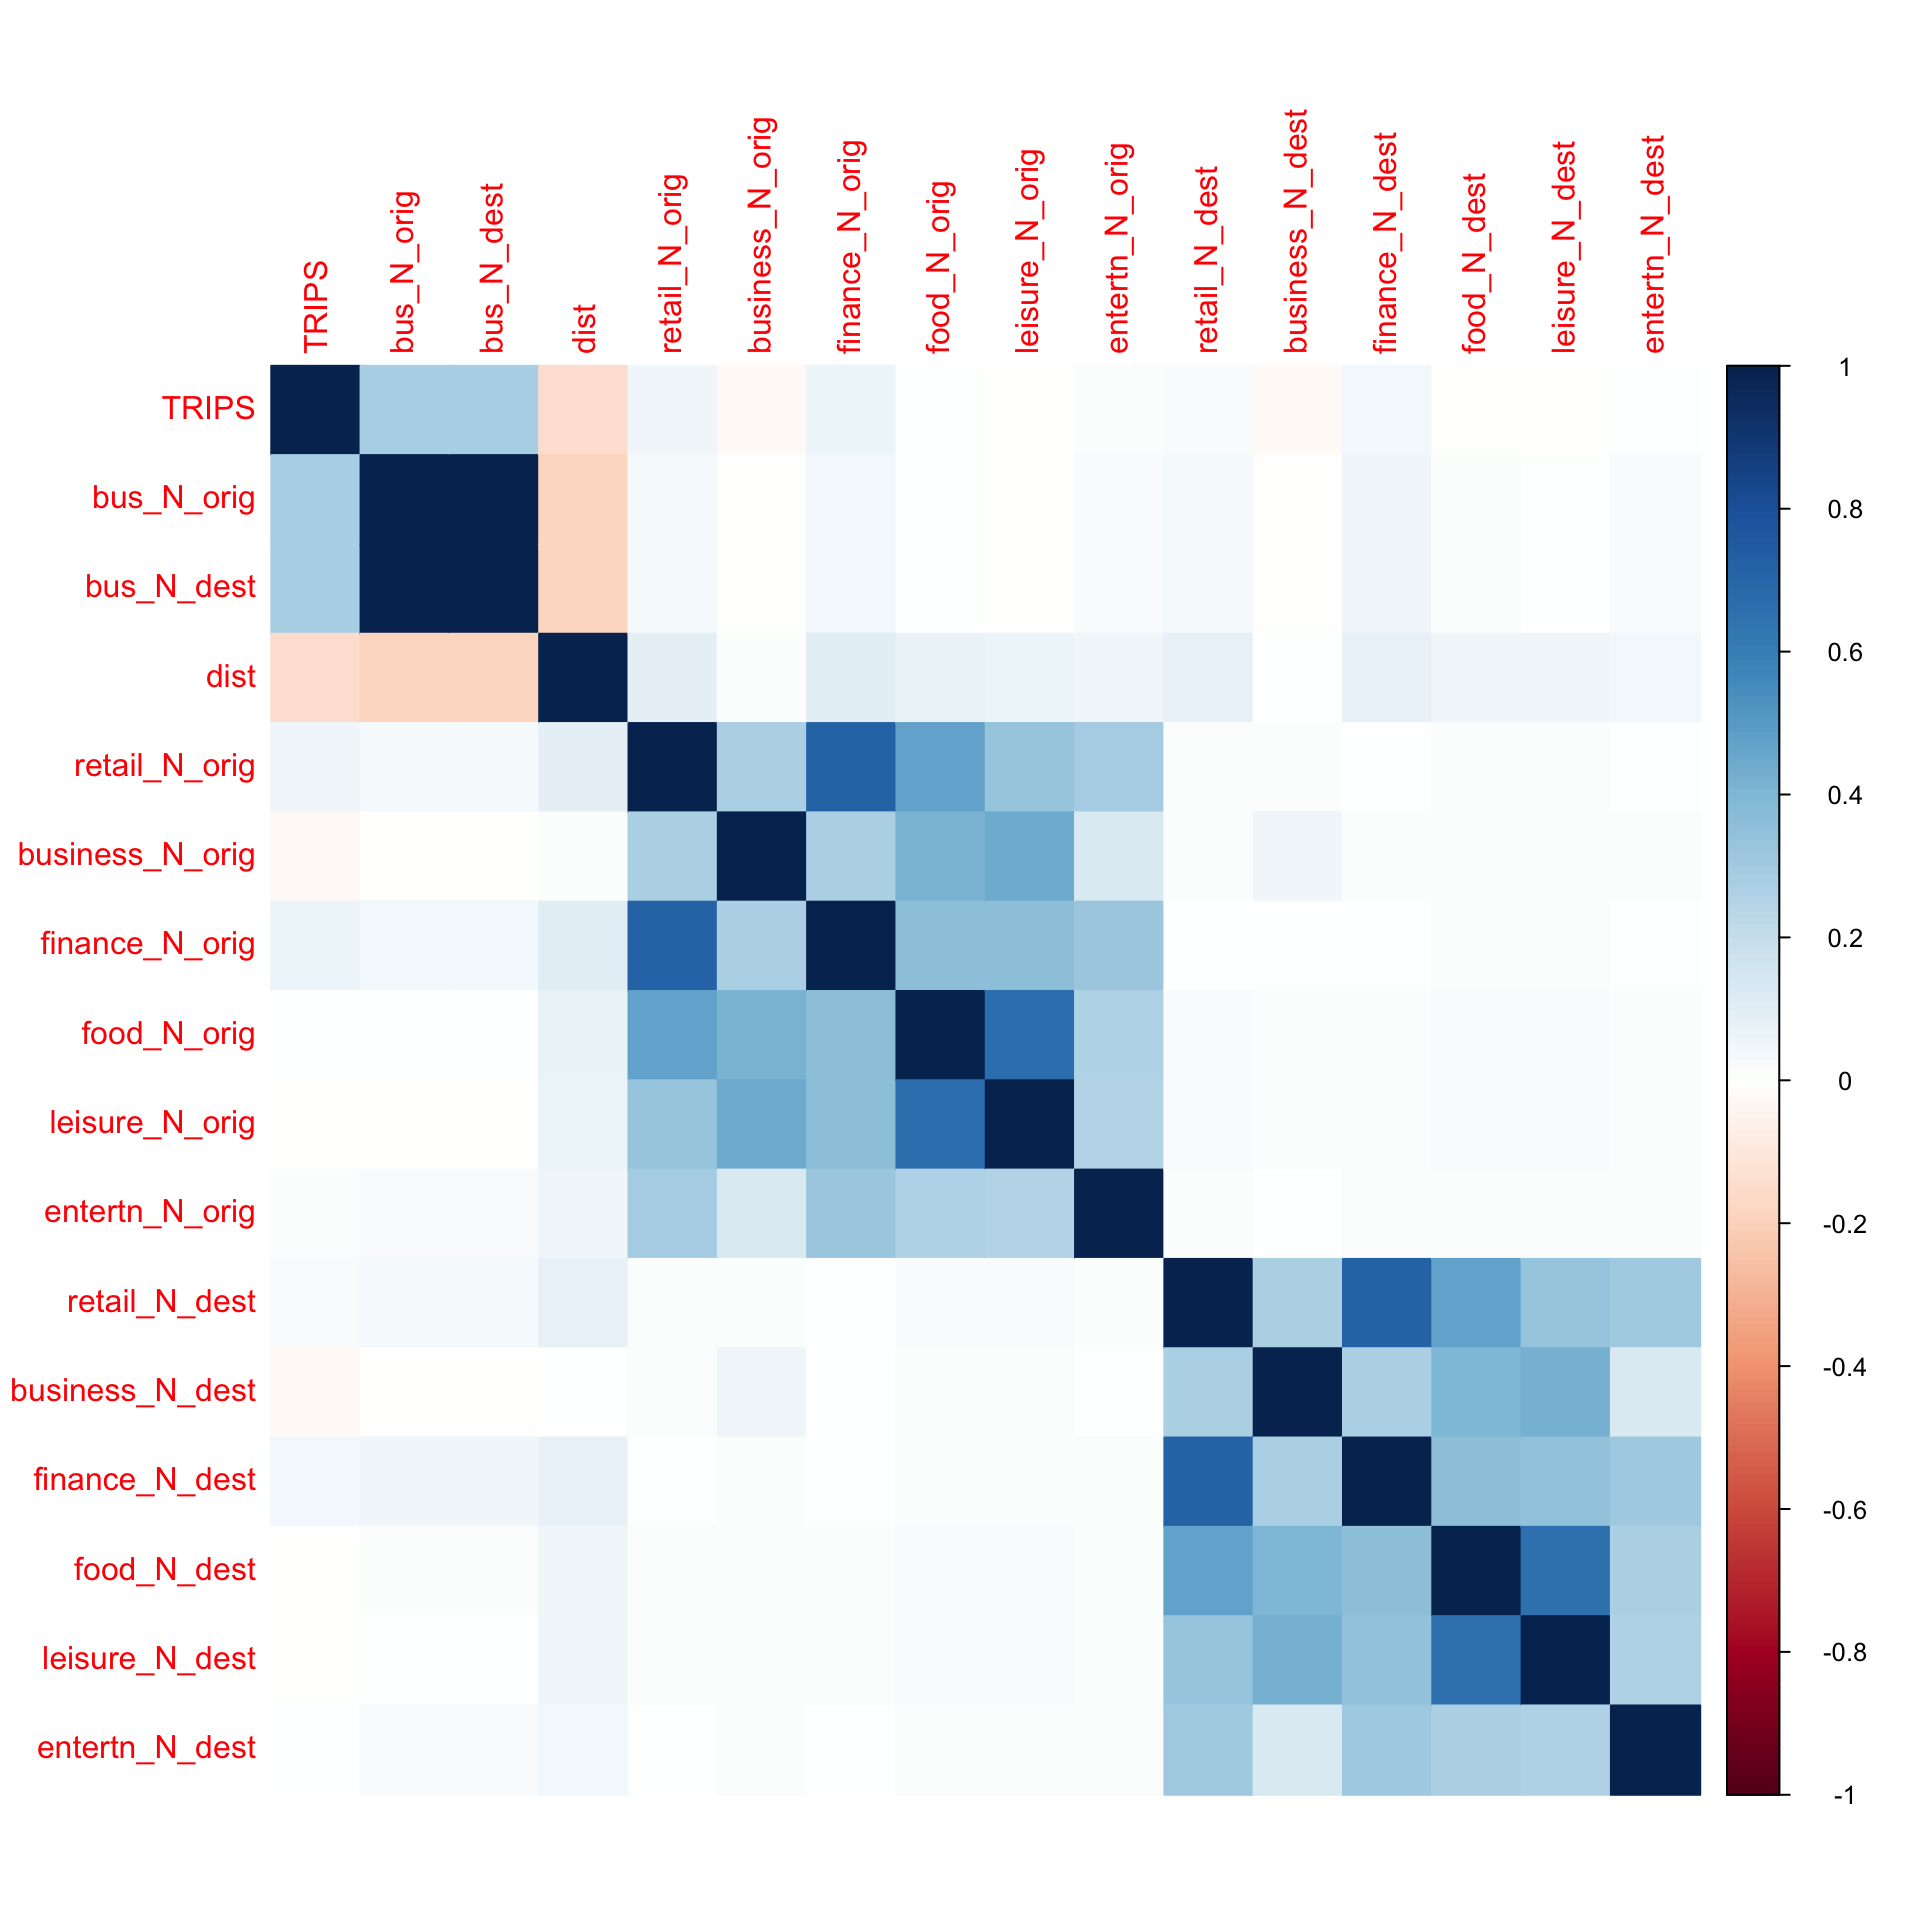 TRIPS
bus_N_orig
bus_N_dest
dist
retail_N_orig
business_N_orig
finance_N_orig
food_N_orig
leisure_N_orig
entertn_N_orig
retail_N_dest
business_N_dest
finance_N_dest
food_N_dest
leisure_N_dest
entertn_N_dest
TRIPS
bus_N_orig
bus_N_dest
dist
retail_N_orig
business_N_orig
finance_N_orig
food_N_orig
leisure_N_orig
entertn_N_orig
retail_N_dest
business_N_dest
finance_N_dest
food_N_dest
leisure_N_dest
entertn_N_dest
1
0.8
0.6
0.4
0.2
0
-0.2
-0.4
-0.6
-0.8
-1